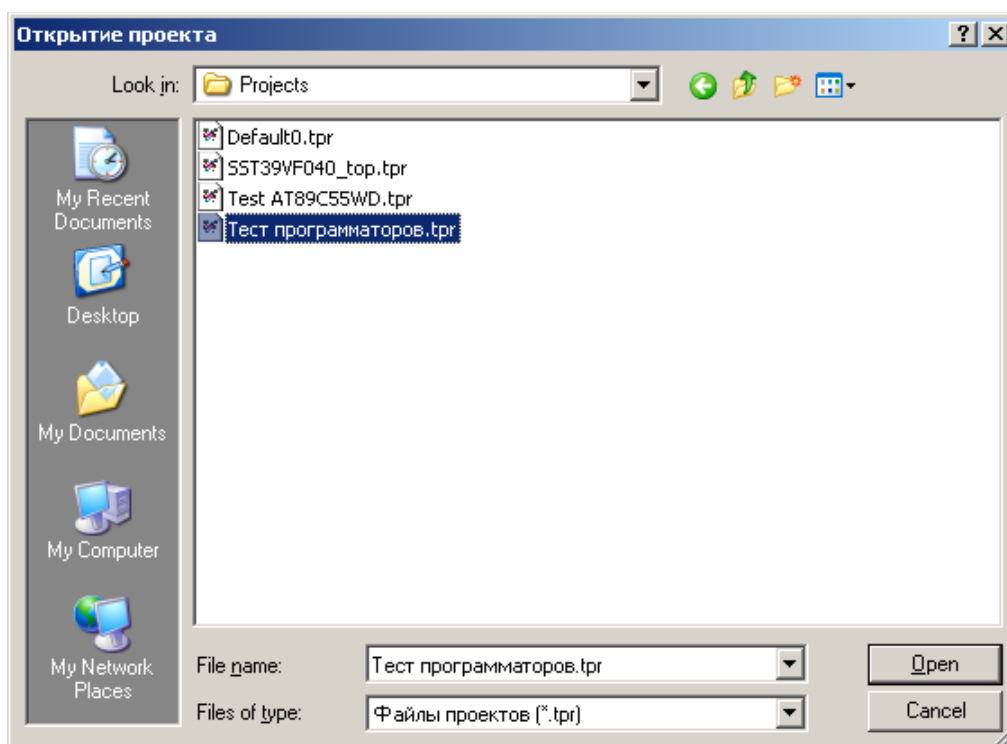 Открытие проекта
Look in:
Projects
Default0.tpr
SST39VF040_top.tpr
Test AT89C55WD.tpr
Тест программаторов.tpr
My Recent
Documents
Desktop
My Documents
My Computer
My Network
Places
File name:
Тест программаторов.tpr
Open
Files of type:
Файлы проектов (*.tpr)
Cancel